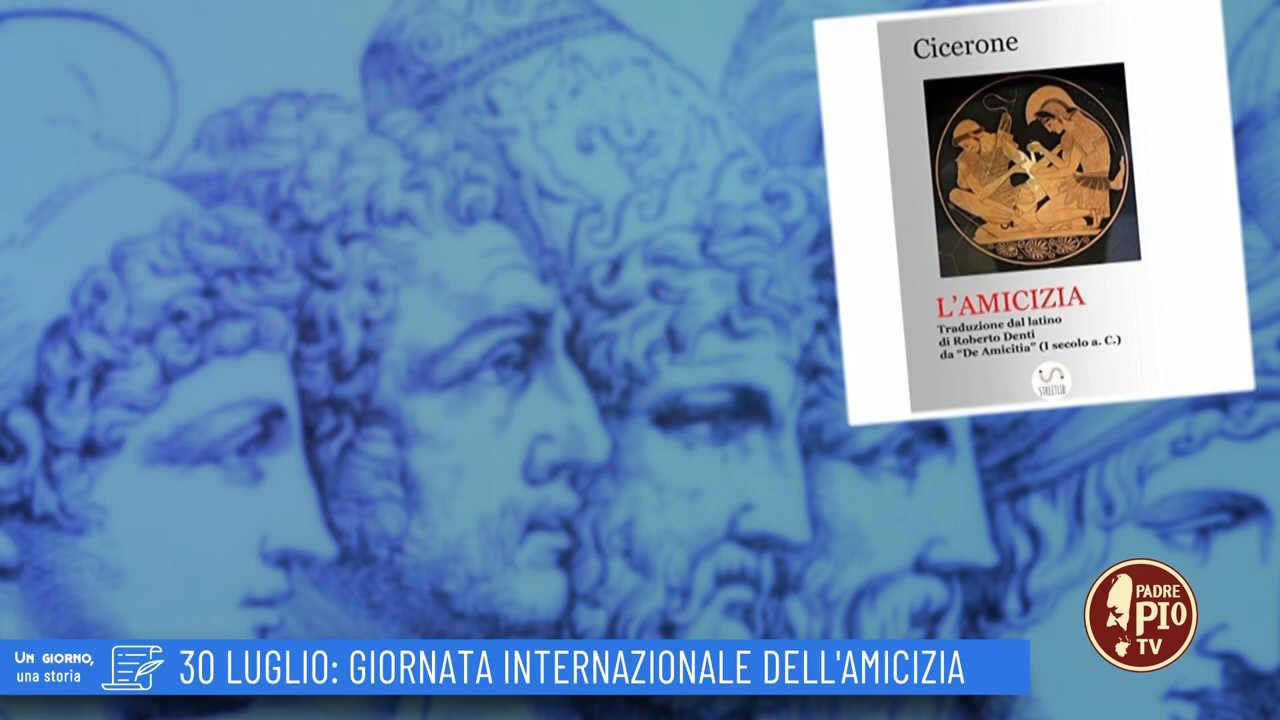 Cicerone
L'AMICIZIA
Traduzione dal latino
di Roberto Denti
da “De Amicitia” (I secolo a. C.)
STREETLIB
PADRE
PIO
TV
UN GIORNO,
una storia
30 LUGLIO: GIORNATA INTERNAZIONALE DELL'AMICIZIA